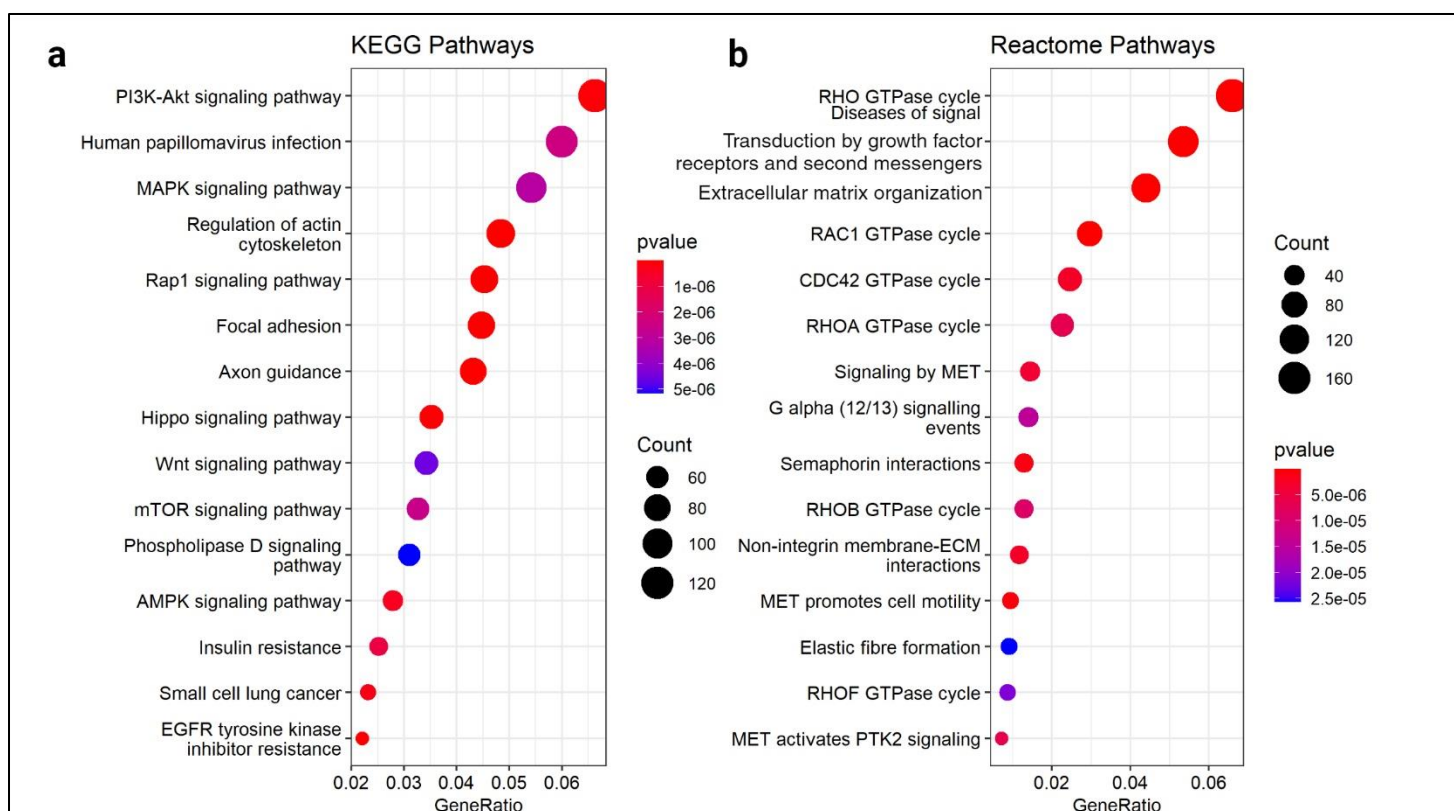 a
KEGG Pathways
PI3K-Akt signaling pathway
Human papillomavirus infection
MAPK signaling pathway
Regulation of actin
cytoskeleton
Rap1 signaling pathway
Focal adhesion
Axon guidance
Hippo signaling pathway
Wnt signaling pathway
mTOR signaling pathway
Phospholipase D signaling
pathway
AMPK signaling pathway
Insulin resistance
Small cell lung cancer
EGFR tyrosine kinase
inhibitor resistance
0.02 0.03 0.04 0.05 0.06
GeneRatio
pvalue
1e-06
2e-06
3e-06
4e-06
5e-06
Count
60
80
100
120
b
Reactome Pathways
RHO GTPase cycle
Diseases of signal
Transduction by growth factor
receptors and second messengers
Extracellular matrix organization
RAC1 GTPase cycle
CDC42 GTPase cycle
RHOA GTPase cycle
Signaling by MET
G alpha (12/13) signalling
events
Semaphorin interactions
RHOB GTPase cycle
Non-integrin membrane-ECM
interactions
MET promotes cell motility
Elastic fibre formation
RHOF GTPase cycle
MET activates PTK2 signaling
0.02 0.04 0.06
GeneRatio
Count
40
80
120
160
pvalue
5.0e-06
1.0e-05
1.5e-05
2.0e-05
2.5e-05